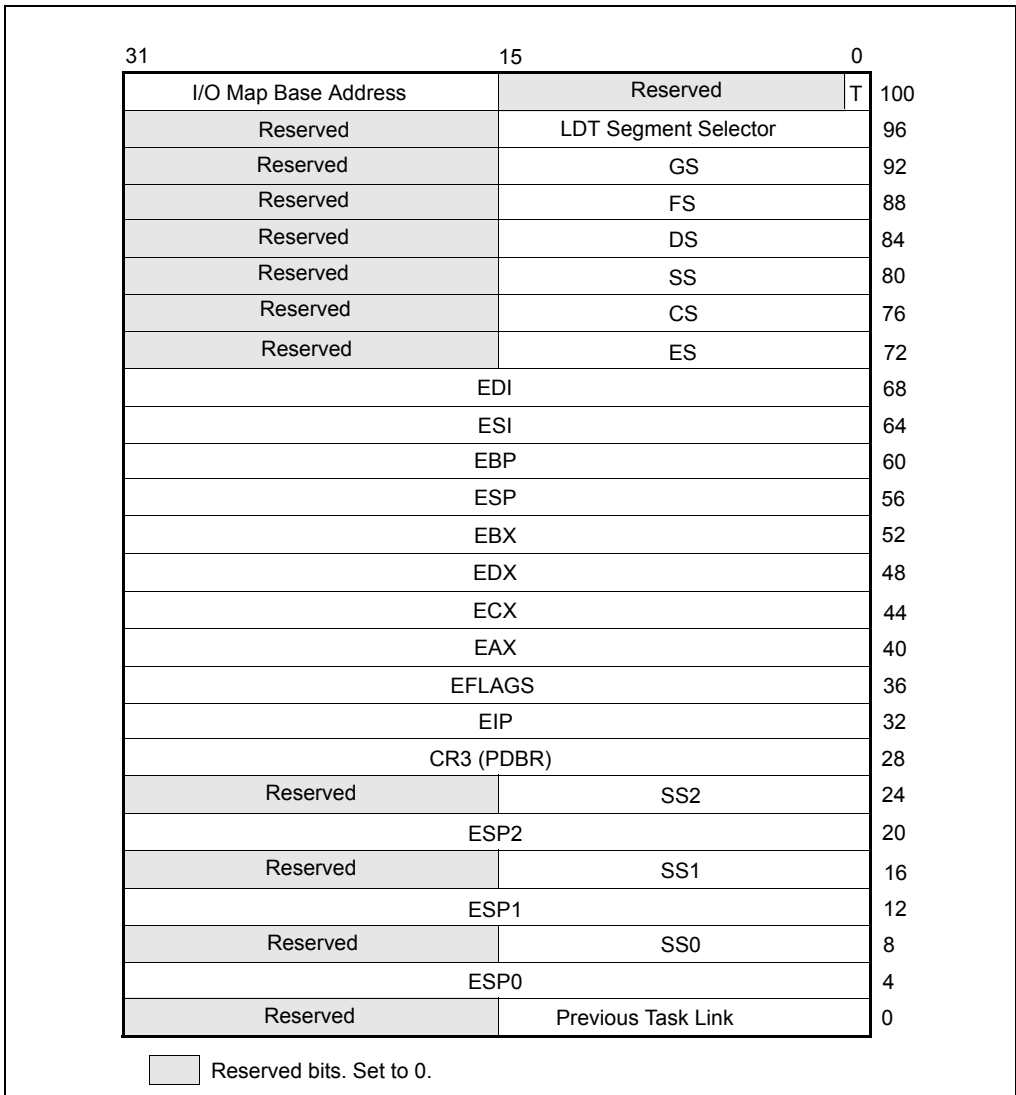 31 15 0
I/O Map Base Address Reserved T 100
Reserved LDT Segment Selector 96
Reserved GS 92
Reserved FS 88
Reserved DS 84
Reserved SS 80
Reserved CS 76
Reserved ES 72
EDI 68
ESI 64
EBP 60
ESP 56
EBX 52
EDX 48
ECX 44
EAX 40
EFLAGS 36
EIP 32
CR3 (PDBR) 28
Reserved SS2 24
ESP2 20
Reserved SS1 16
ESP1 12
Reserved SS0 8
ESP0 4
Reserved Previous Task Link 0
Reserved bits. Set to 0.